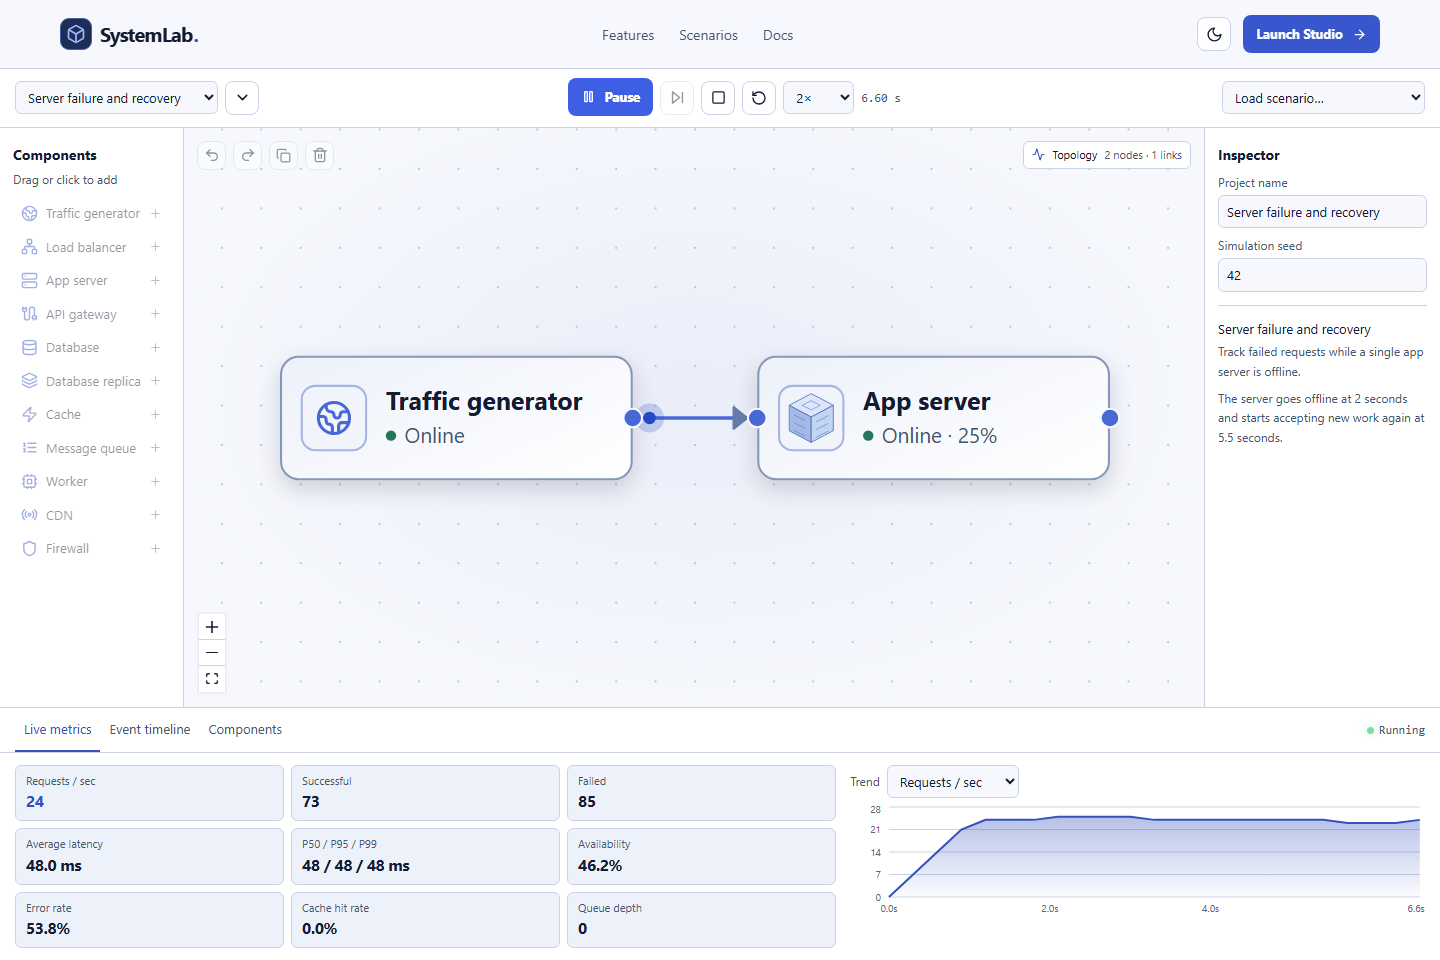 SystemLab.
Features
Scenarios
Docs
Launch Studio
Server failure and recovery
Pause
2×
6.60 s
Load scenario...
Components
Drag or click to add
Traffic generator
Load balancer
App server
API gateway
Database
Database replica
Cache
Message queue
Worker
CDN
Firewall
Topology 2 nodes · 1 links
Traffic generator
Online
App server
Online · 25%
Inspector
Project name
Server failure and recovery
Simulation seed
42
Server failure and recovery
Track failed requests while a single app
server is offline.
The server goes offline at 2 seconds
and starts accepting new work again at
5.5 seconds.
Live metrics
Event timeline
Components
Running
Requests / sec
24
Successful
73
Failed
85
Average latency
48.0 ms
P50 / P95 / P99
48 / 48 / 48 ms
Availability
46.2%
Error rate
53.8%
Cache hit rate
0.0%
Queue depth
0
Trend
Requests / sec
28
21
14
7
0
0.0s
2.0s
4.0s
6.6s